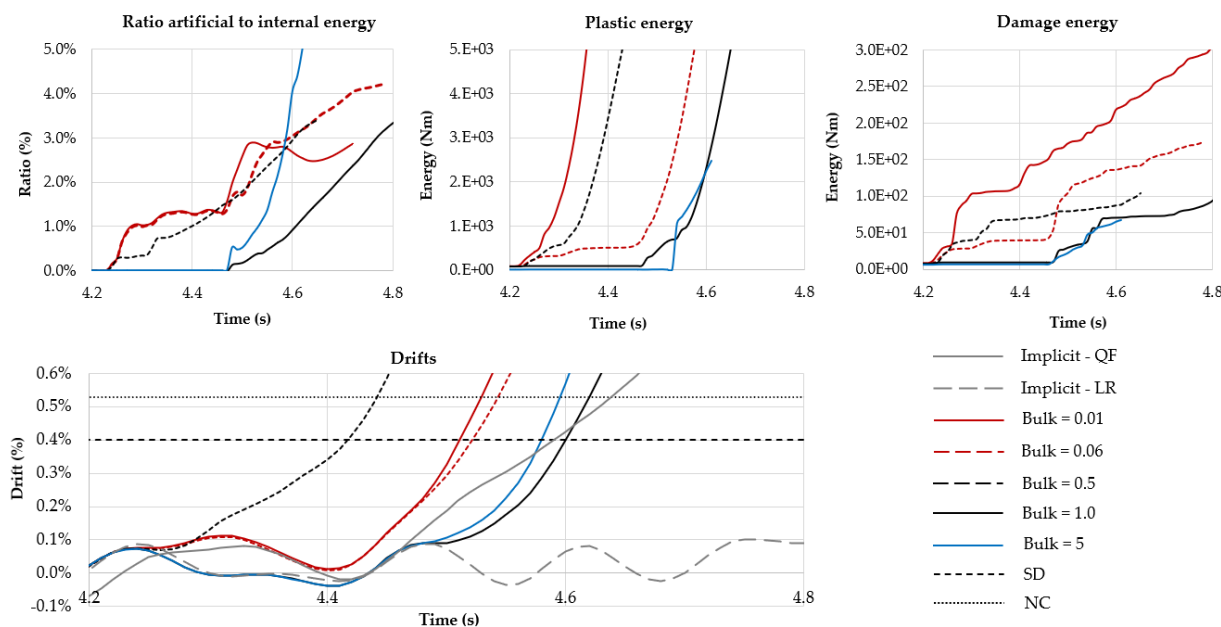 Ratio artificial to internal energy
5.0%
4.0%
3.0%
2.0%
1.0%
0.0%
Ratio (%)
4.2
4.4
4.6
4.8
Time (s)
Plastic energy
5.E+03
4.E+03
3.E+03
2.E+03
1.E+03
0.E+00
Energy (Nm)
4.2
4.4
4.6
4.8
Time (s)
Damage energy
3.0E+02
2.5E+02
2.0E+02
1.5E+02
1.0E+02
5.0E+01
0.0E+00
Energy (Nm)
4.2
4.4
4.6
4.8
Time (s)
Drifts
0.6%
0.5%
0.4%
0.3%
0.2%
0.1%
0.0%
-0.1%
Drift (%)
4.2
4.4
4.6
4.8
Time (s)
Implicit - QF
Implicit - LR
Bulk = 0.01
Bulk = 0.06
Bulk = 0.5
Bulk = 1.0
Bulk = 5
SD
NC